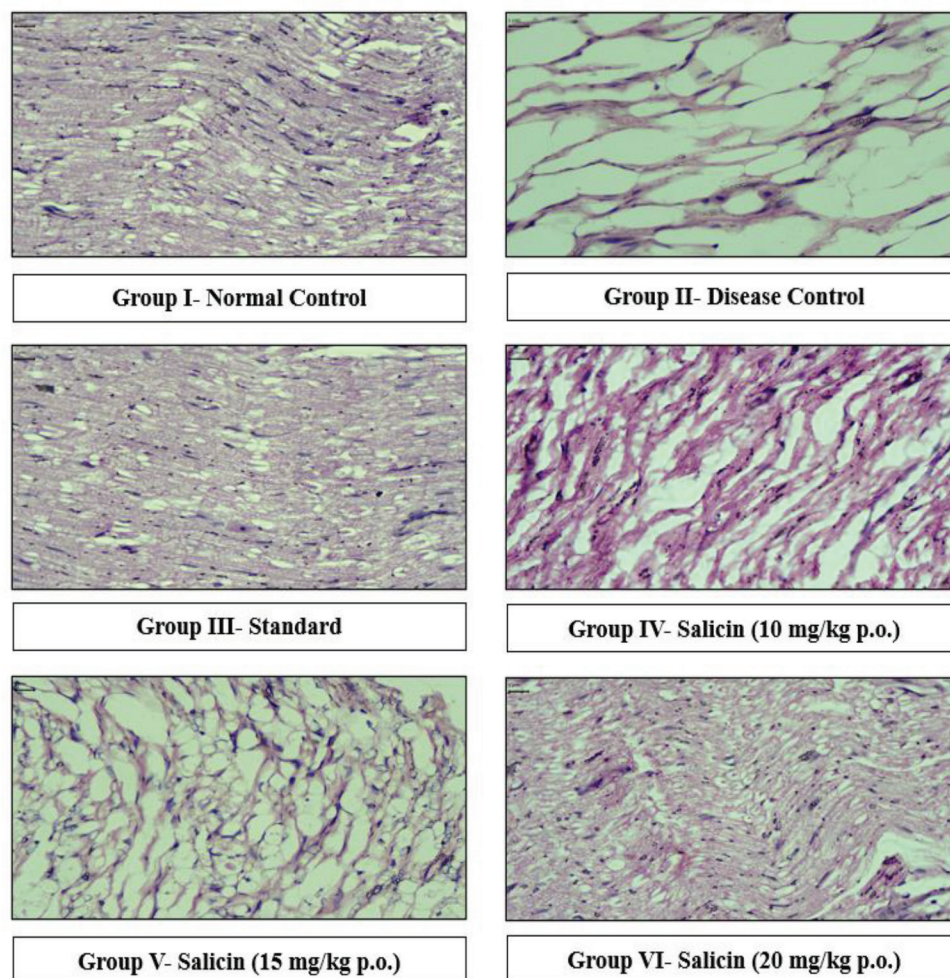 Group I- Normal Control
Group II- Disease Control
Group III- Standard
Group IV- Salicin (10 mg/kg p.o.)
Group V- Salicin (15 mg/kg p.o.)
Group VI- Salicin (20 mg/kg p.o.)